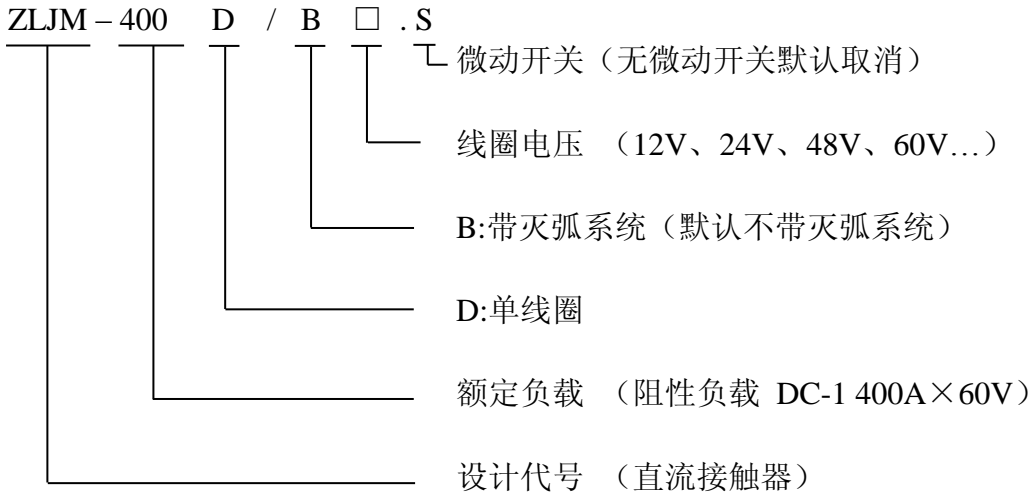 ZLJM – 400 D / B □ . S
微动开关（无微动开关默认取消）
线圈电压 （12V、24V、48V、60V…）
B:带灭弧系统（默认不带灭弧系统）
D:单线圈
额定负载 （阻性负载 DC-1 400A×60V）
设计代号 （直流接触器）